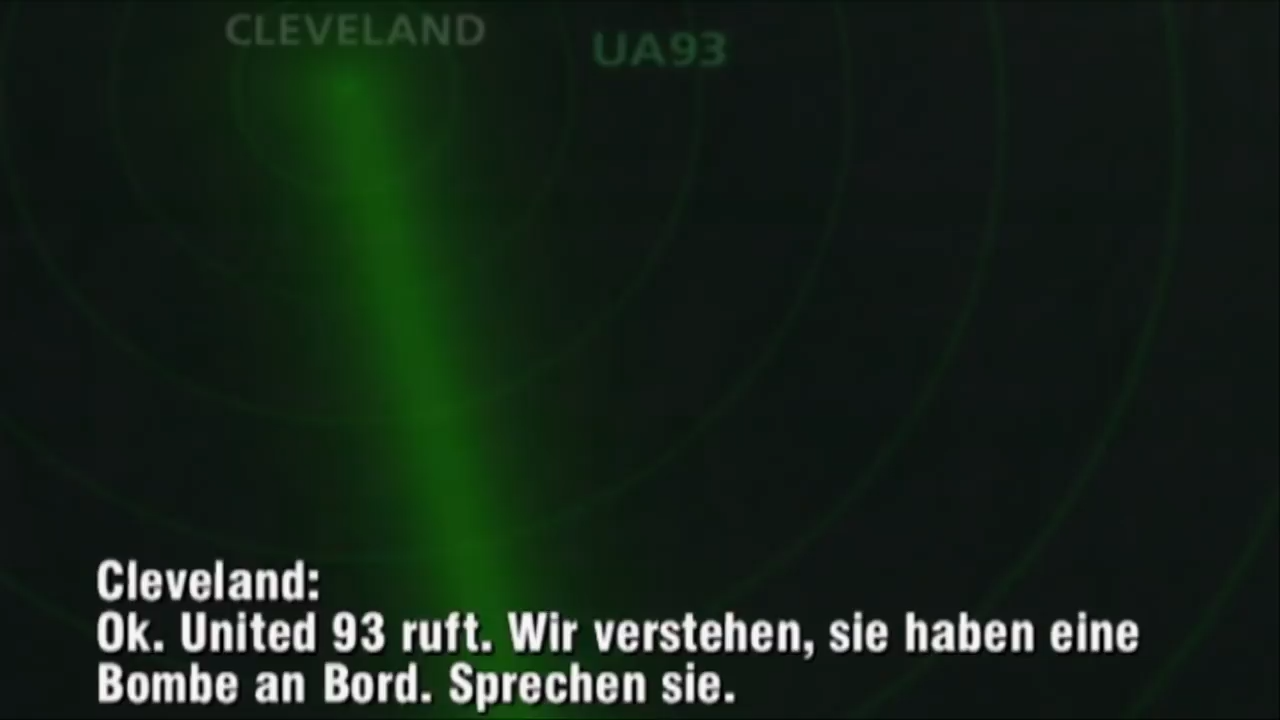 CLEVELAND
UA93
Cleveland:
Ok. United 93 ruft. Wir verstehen, sie haben eine
Bombe an Bord. Sprechen sie.